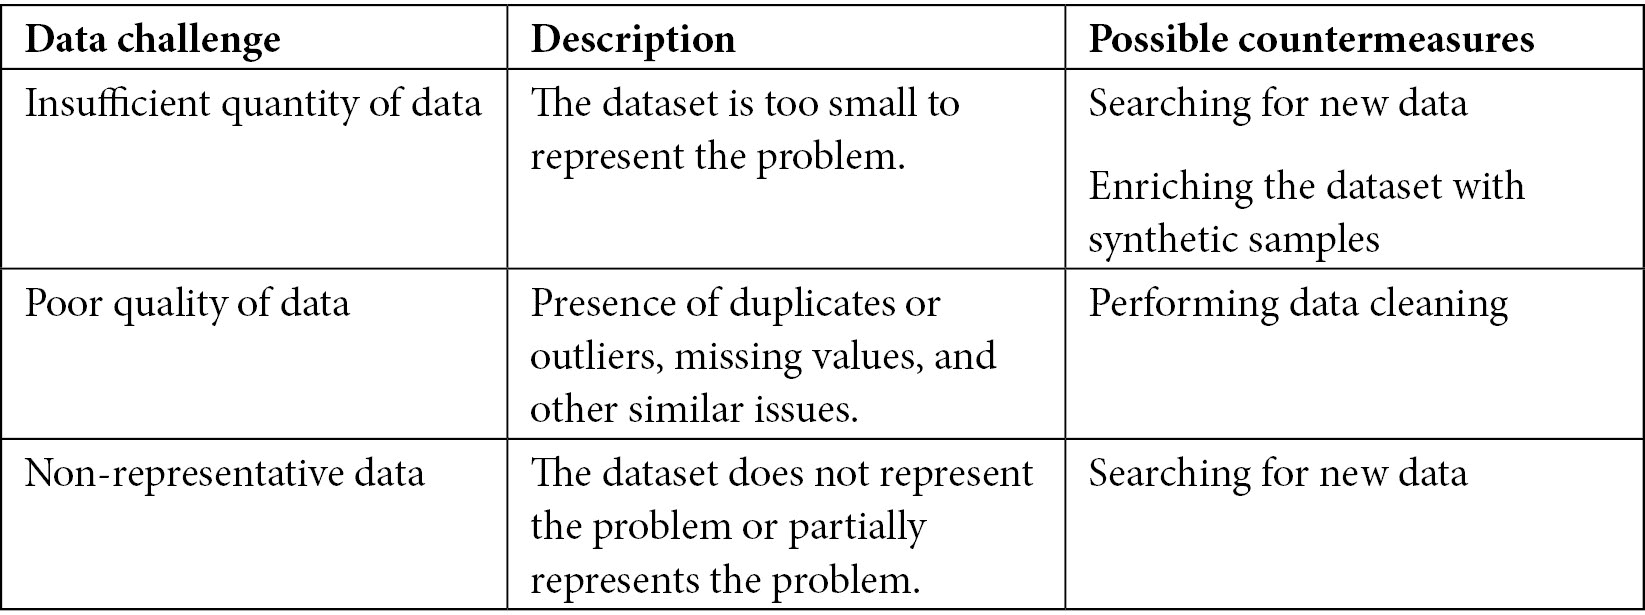 Data challenge
Description
Possible countermeasures
Insufficient quantity of data
The dataset is too small to
represent the problem.
Searching for new data
Enriching the dataset with
synthetic samples
Poor quality of data
Presence of duplicates or
outliers, missing values, and
other similar issues.
Performing data cleaning
Non-representative data
The dataset does not represent
the problem or partially
represents the problem.
Searching for new data